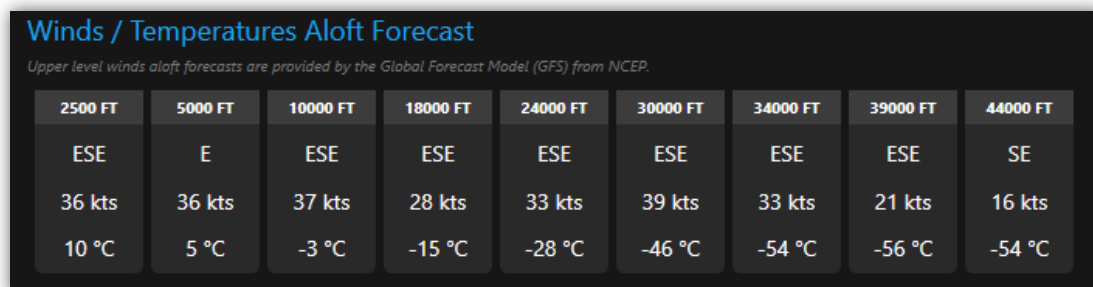 Winds / Temperatures Aloft Forecast
Upper level winds aloft forecasts are provided by the Global Forecast Model (GFS) from NCEP.
2500 FT 5000 FT 10000 FT 18000 FT 24000 FT 30000 FT 34000 FT 39000 FT 44000 FT
ESE E ESE ESE ESE ESE ESE ESE SE
36 kts 36 kts 37 kts 28 kts 33 kts 39 kts 33 kts 21 kts 16 kts
10 °C 5 °C -3 °C -15 °C -28 °C -46 °C -54 °C -56 °C -54 °C